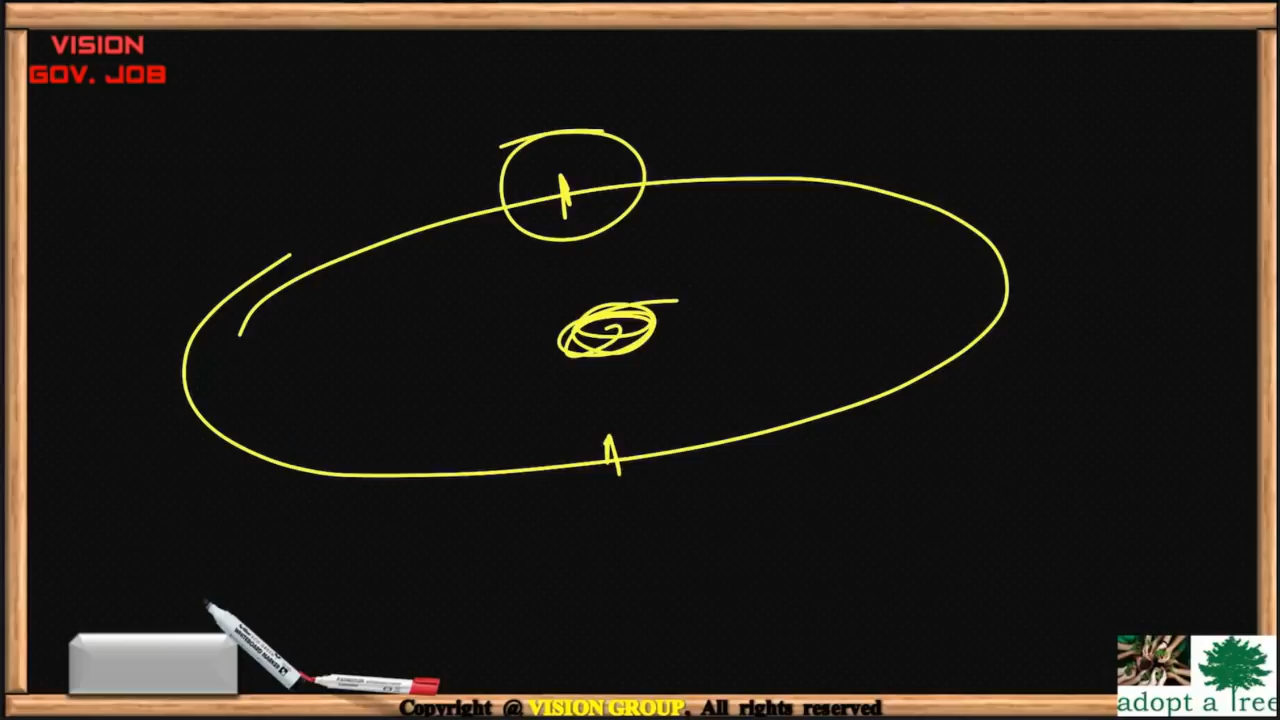 VISION
GOV. JOB
adopt a Tree
Copyright @ VISION GROUP. All rights reserved